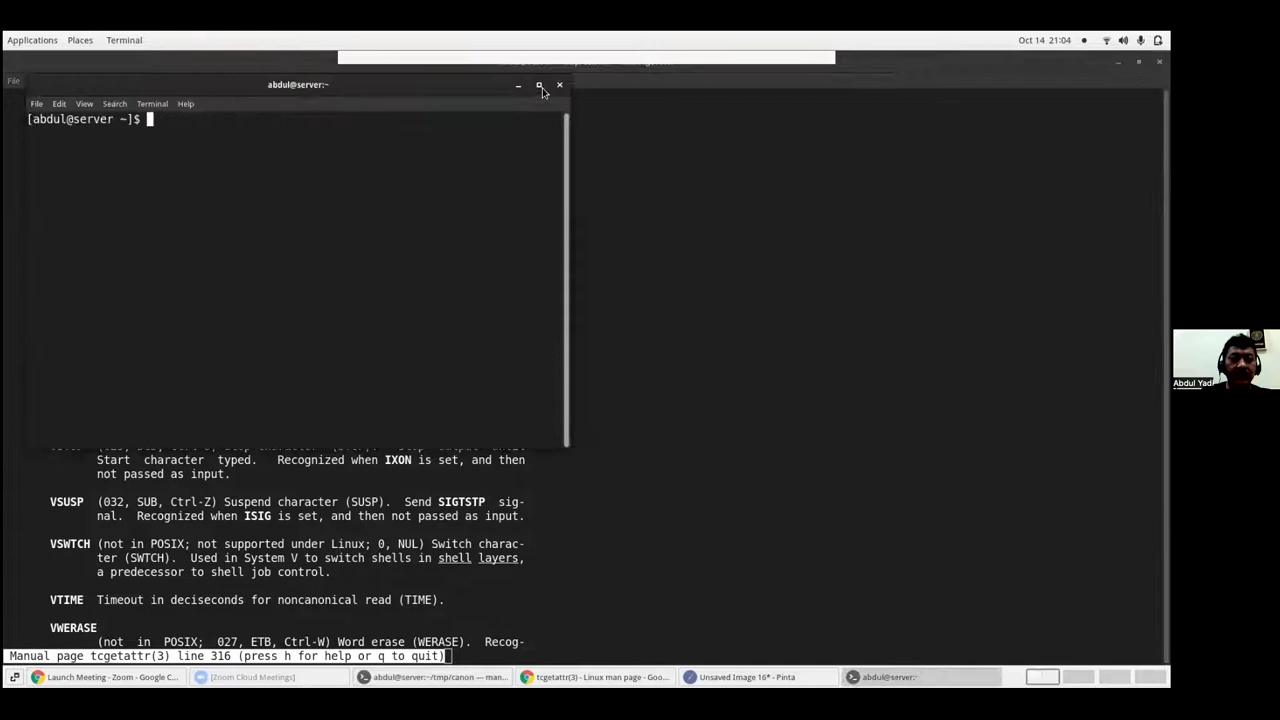 Applications Places Terminal
Oct 14 21:04
File
abdul@server:~
File Edit View Search Terminal Help
[abdul@server ~]$
Start character typed. Recognized when IXON is set, and then
not passed as input.
VSUSP (032, SUB, Ctrl-Z) Suspend character (SUSP). Send SIGTSTP sig-
nal. Recognized when ISIG is set, and then not passed as input.
VSWTCH (not in POSIX; not supported under Linux; 0, NUL) Switch charac-
ter (SWTCH). Used in System V to switch shells in shell layers,
a predecessor to shell job control.
VTIME Timeout in deciseconds for noncanonical read (TIME).
VWERASE
(not in POSIX; 027, ETB, Ctrl-W) Word erase (WERASE). Recog-
Manual page tcgetattr(3) line 316 (press h for help or q to quit)
Launch Meeting - Zoom - Google C...
[Zoom Cloud Meetings]
abdul@server:~/tmp/canon — man...
tcgetattr(3) - Linux man page - Goo...
Unsaved Image 16* - Pinta
abdul@server:~
Abdul Yadi